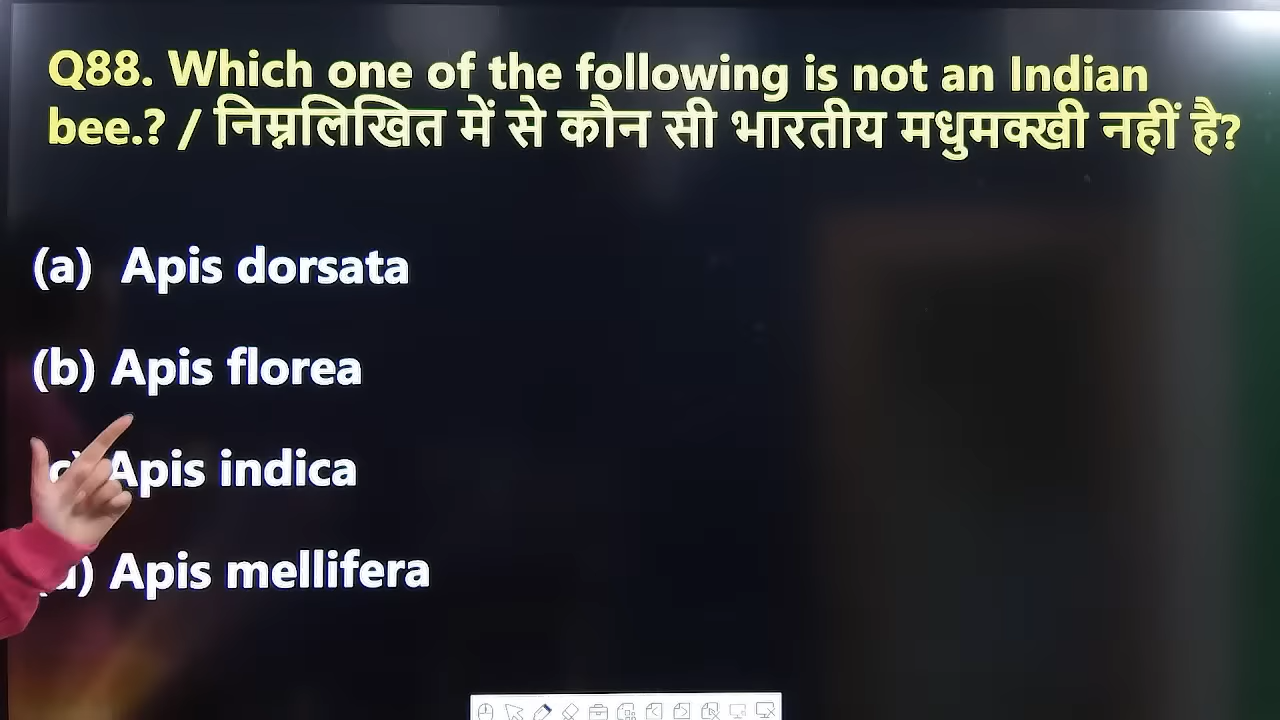 Q88. Which one of the following is not an Indian
bee.? / निम्नलिखित में से कौन सी भारतीय मधुमक्खी नहीं है?
(a) Apis dorsata
(b) Apis florea
c) Apis indica
d) Apis mellifera